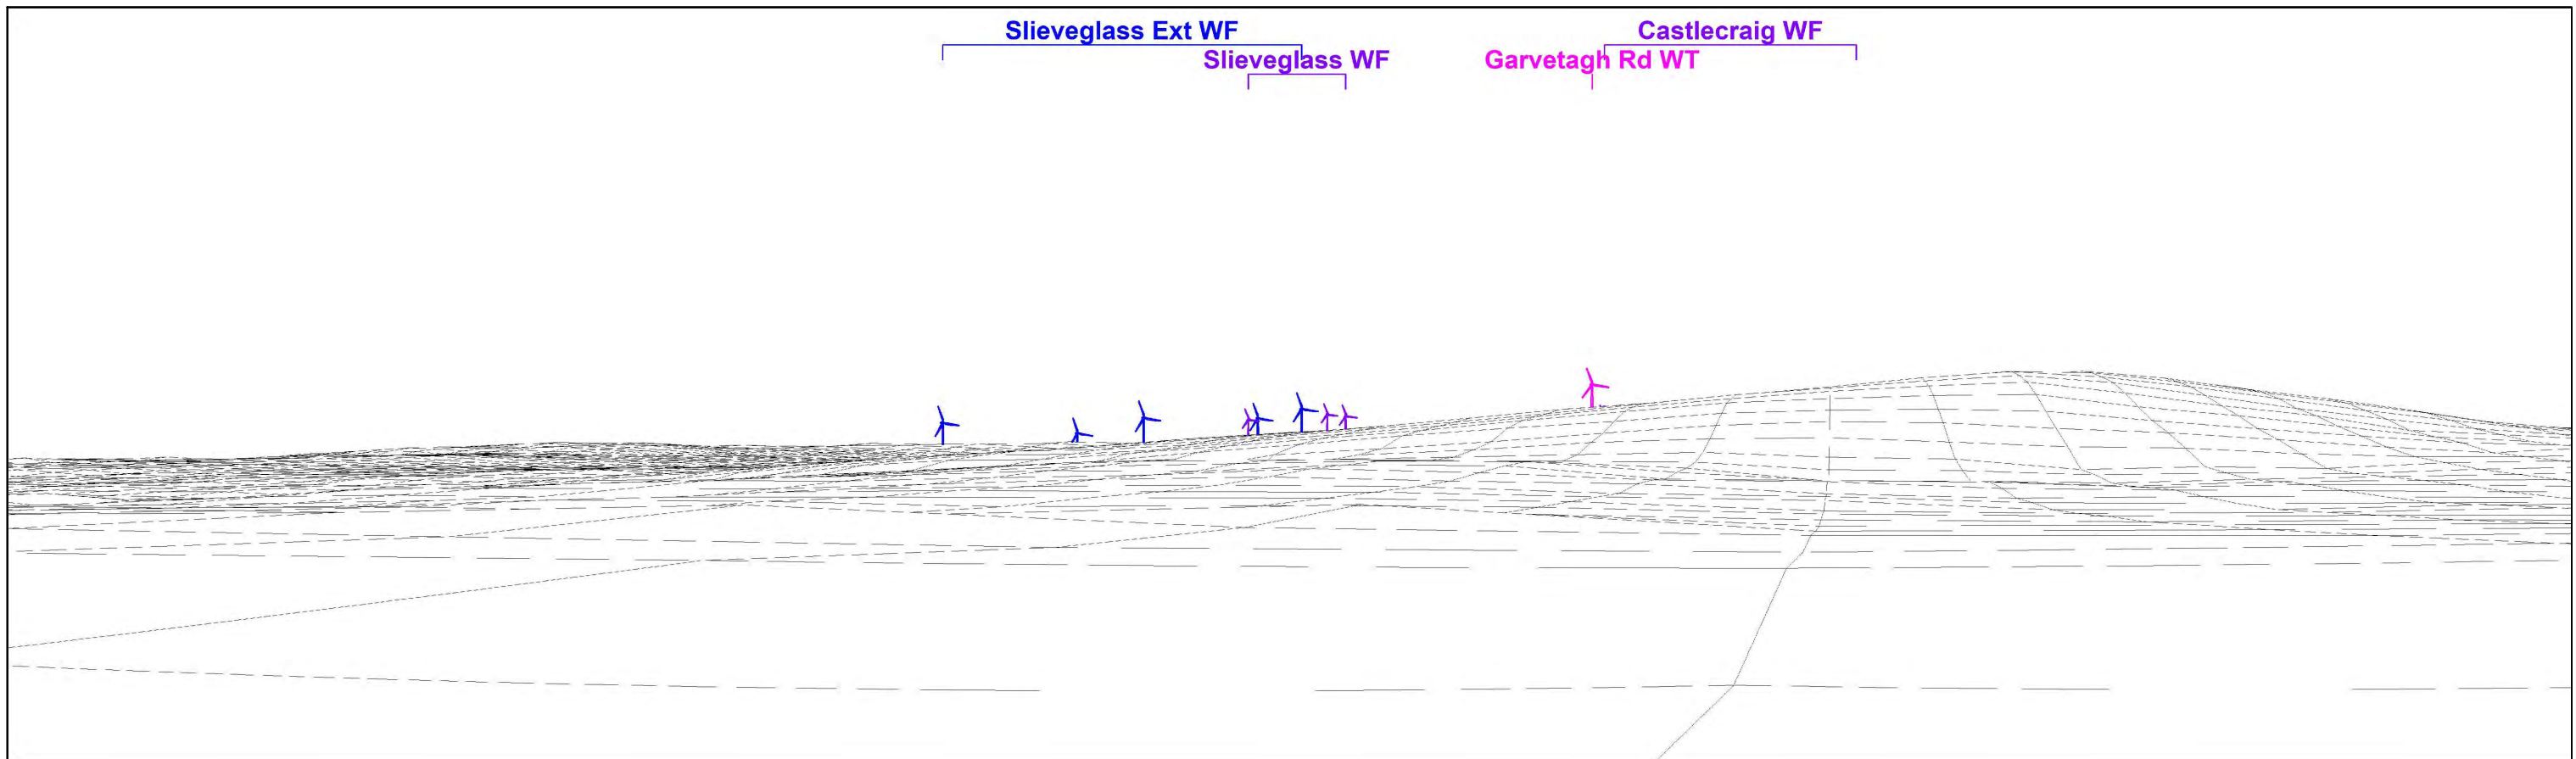 Slieveglass Ext WF
Castlecraig WF
Slieveglass WF
Garvetagh Rd WT